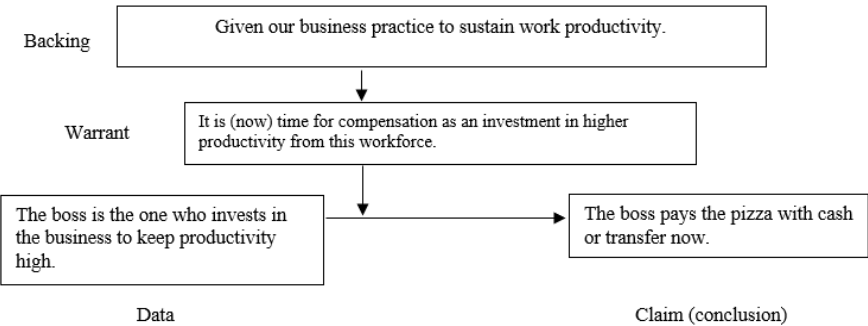 Backing
Given our business practice to sustain work productivity.
Warrant
It is (now) time for compensation as an investment in higher
productivity from this workforce.
The boss is the one who invests in
the business to keep productivity
high.
The boss pays the pizza with cash
or transfer now.
Data
Claim (conclusion)